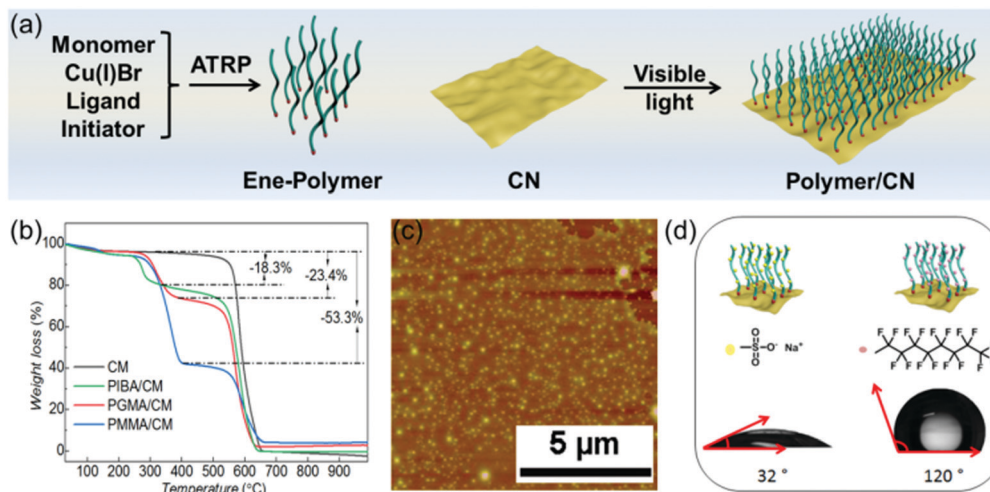 (a)
Monomer
Cu(I)Br
Ligand
Initiator
ATRP
Ene-Polymer
CN
Visible
light
Polymer/CN
(b)
100
80
60
40
20
0
Weight loss (%)
-18.3%
-23.4%
-53.3%
CM
PIBA/CM
PGMA/CM
PMMA/CM
100 200 300 400 500 600 700 800 900
Temperature (°C)
(c)
5 µm
(d)
O
-S-O⁻ Na⁺
O
F F F F F F F F
F F F F F F F F F
32 °
120 °